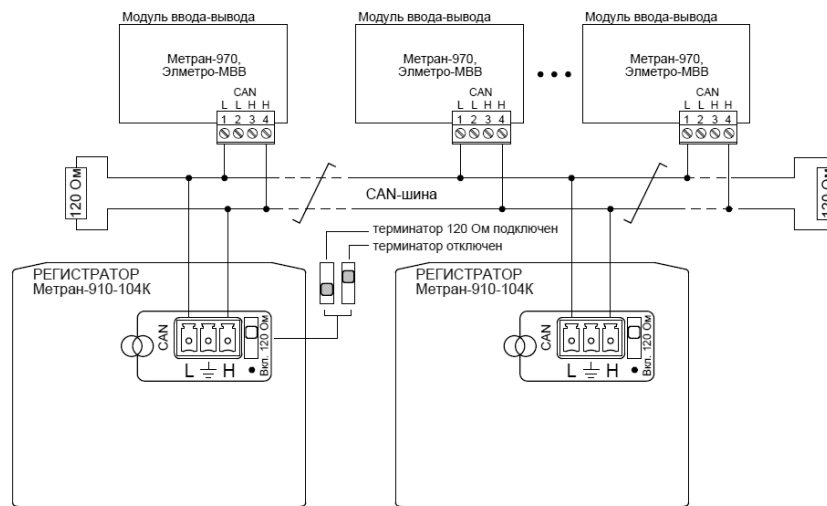 Модуль ввода-вывода
Модуль ввода-вывода
Модуль ввода-вывода
Метран-970,
Элметро-МВВ
CAN
L L H H
1 2 3 4
Метран-970,
Элметро-МВВ
CAN
L L H H
1 2 3 4
Метран-970,
Элметро-МВВ
CAN
L L H H
1 2 3 4
120 Ом
CAN-шина
120 Ом
терминатор 120 Ом подключен
терминатор отключен
РЕГИСТРАТОР
Метран-910-104К
CAN
L H
Вкл. 120 Ом
РЕГИСТРАТОР
Метран-910-104К
CAN
L H
Вкл. 120 Ом